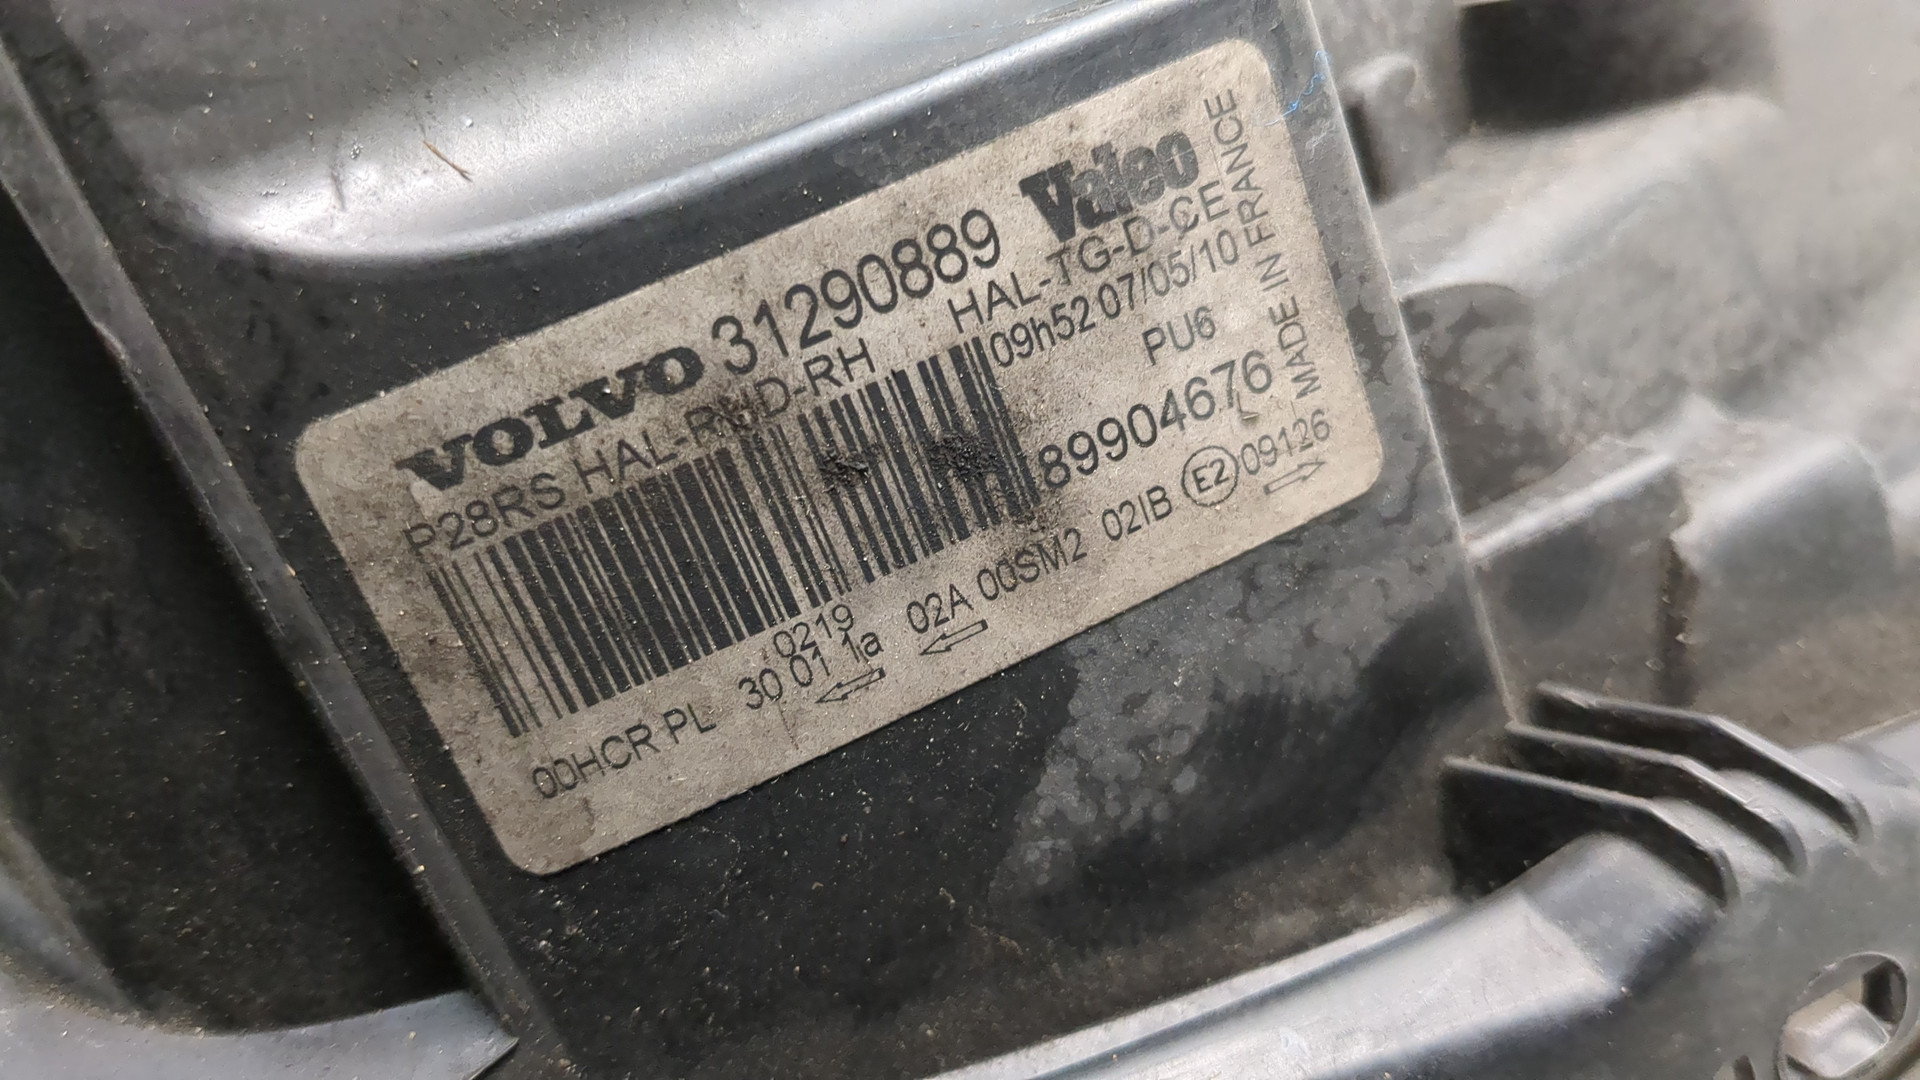 VOLVO 31290889 Valeo
P28RS HAL-RHD-RH HAL-TG-D-CE
09h52 07/05/10
PU6
89904676
MADE IN FRANCE
0219
00HCR PL 30 01 1a 02A 00SM2 02IB E2 09126